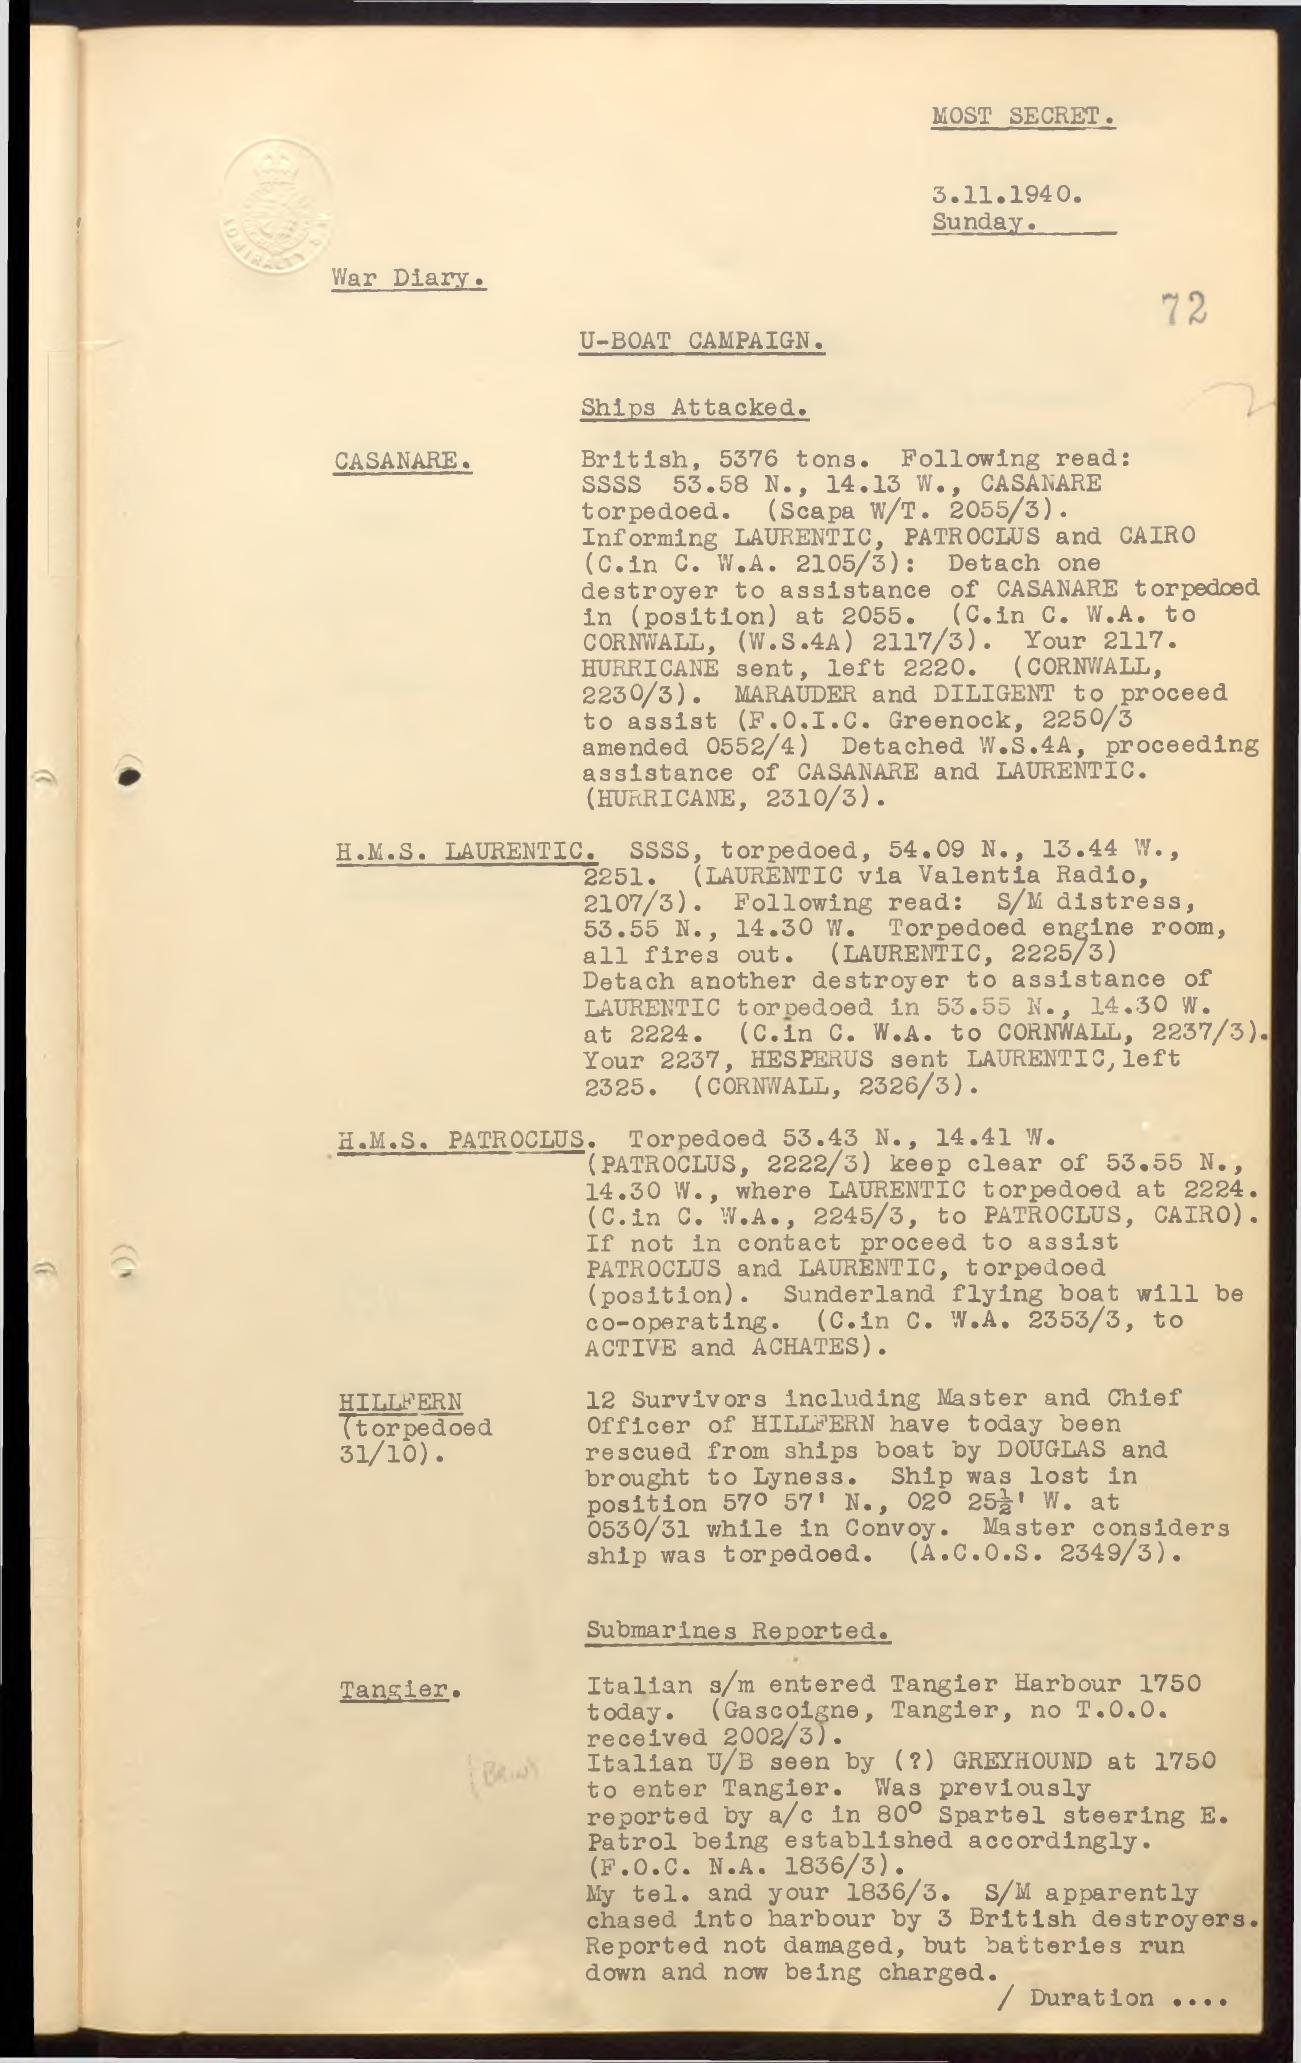 MOST SECRET.
3.11.1940.
Sunday.
ADMIRALTY
War Diary.
72
U-BOAT CAMPAIGN.
Ships Attacked.
CASANARE. British, 5376 tons. Following read:
SSSS 53.58 N., 14.13 W., CASANARE
torpedoed. (Scapa W/T. 2055/3).
Informing LAURENTIC, PATROCLUS and CAIRO
(C.in C. W.A. 2105/3): Detach one
destroyer to assistance of CASANARE torpedoed
in (position) at 2055. (C.in C. W.A. to
CORNWALL, (W.S.4A) 2117/3). Your 2117.
HURRICANE sent, left 2220. (CORNWALL,
2230/3). MARAUDER and DILIGENT to proceed
to assist (F.O.I.C. Greenock, 2250/3
amended 0552/4) Detached W.S.4A, proceeding
assistance of CASANARE and LAURENTIC.
(HURRICANE, 2310/3).
H.M.S. LAURENTIC. SSSS, torpedoed, 54.09 N., 13.44 W.,
2251. (LAURENTIC via Valentia Radio,
2107/3). Following read: S/M distress,
53.55 N., 14.30 W. Torpedoed engine room,
all fires out. (LAURENTIC, 2225/3)
Detach another destroyer to assistance of
LAURENTIC torpedoed in 53.55 N., 14.30 W.
at 2224. (C.in C. W.A. to CORNWALL, 2237/3).
Your 2237, HESPERUS sent LAURENTIC, left
2325. (CORNWALL, 2326/3).
H.M.S. PATROCLUS. Torpedoed 53.43 N., 14.41 W.
(PATROCLUS, 2222/3) keep clear of 53.55 N.,
14.30 W., where LAURENTIC torpedoed at 2224.
(C.in C. W.A., 2245/3, to PATROCLUS, CAIRO).
If not in contact proceed to assist
PATROCLUS and LAURENTIC, torpedoed
(position). Sunderland flying boat will be
co-operating. (C.in C. W.A. 2353/3, to
ACTIVE and ACHATES).
HILLFERN 12 Survivors including Master and Chief
(torpedoed Officer of HILLFERN have today been
31/10). rescued from ships boat by DOUGLAS and
brought to Lyness. Ship was lost in
position 57° 57' N., 02° 25½' W. at
0530/31 while in Convoy. Master considers
ship was torpedoed. (A.C.O.S. 2349/3).
Submarines Reported.
Tangier. Italian s/m entered Tangier Harbour 1750
today. (Gascoigne, Tangier, no T.O.O.
received 2002/3).
Italian U/B seen by (?) GREYHOUND at 1750
to enter Tangier. Was previously
reported by a/c in 80° Spartel steering E.
Patrol being established accordingly.
(F.O.C. N.A. 1836/3).
My tel. and your 1836/3. S/M apparently
chased into harbour by 3 British destroyers.
Reported not damaged, but batteries run
down and now being charged.
/ Duration ....